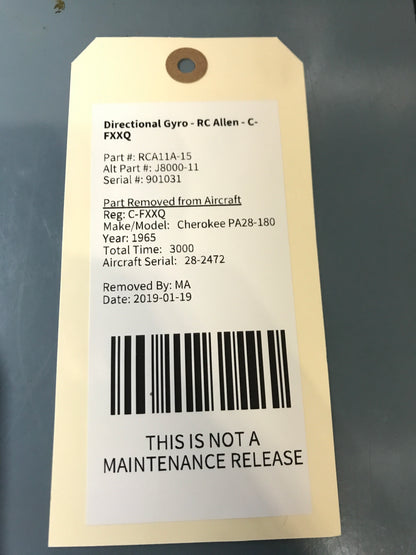 Directional Gyro - RC Allen - C-
FXXQ
Part #: RCA11A-15
Alt Part #: J8000-11
Serial #: 901031
Part Removed from Aircraft
Reg: C-FXXQ
Make/Model: Cherokee PA28-180
Year: 1965
Total Time: 3000
Aircraft Serial: 28-2472
Removed By: MA
Date: 2019-01-19
THIS IS NOT A
MAINTENANCE RELEASE